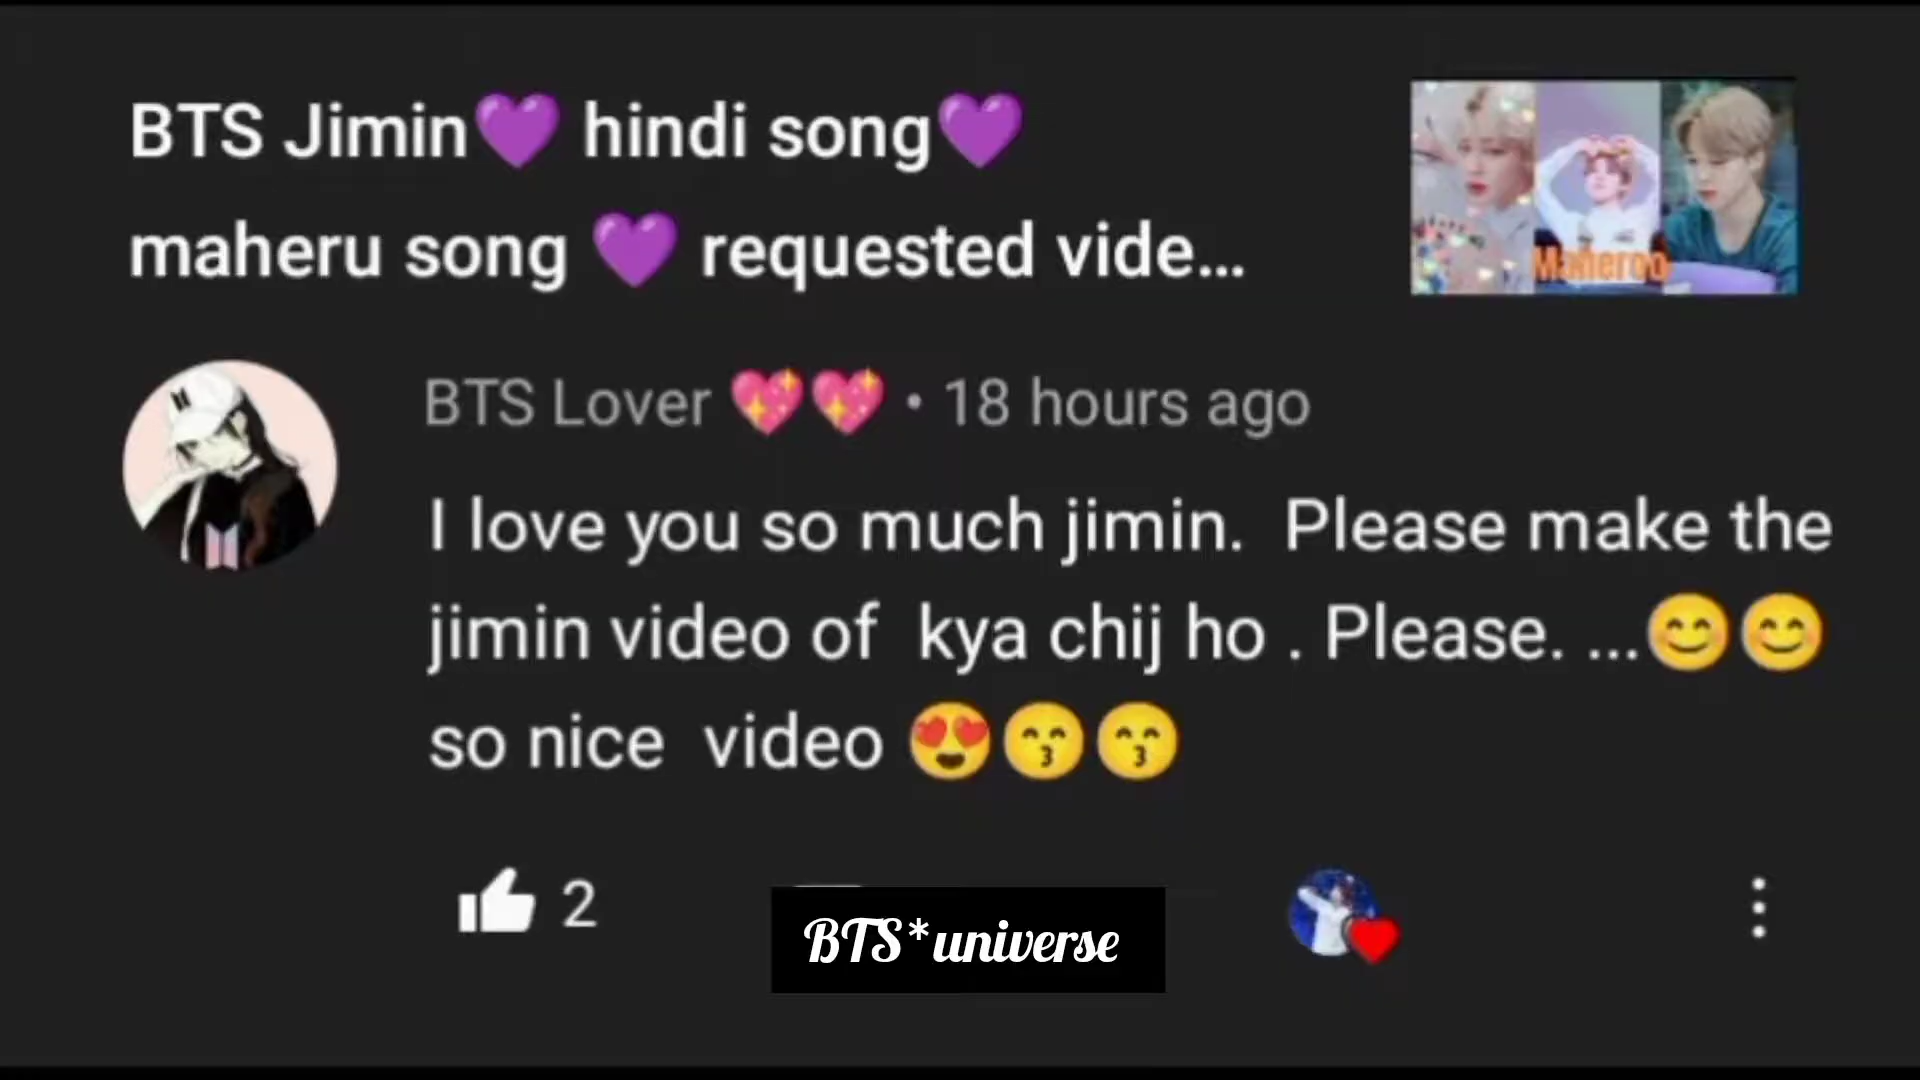 BTS Jimin💜 hindi song💜
maheru song 💜 requested vide...
Maheroo
BTS Lover 💖💖 • 18 hours ago
I love you so much jimin.  Please make the
jimin video of  kya chij ho . Please. ...😊😊
so nice  video 😍😙😙
2
BTS*universe